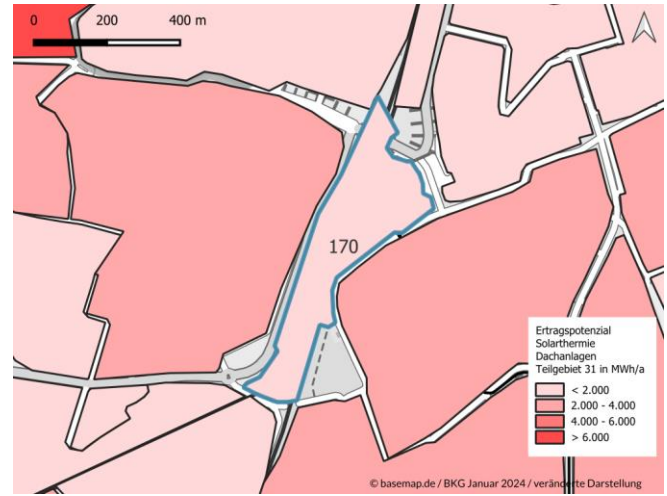 0 200 400 m
170
Ertragspotenzial
Solarthermie
Dachanlagen
Teilgebiet 31 in MWh/a
< 2.000
2.000 - 4.000
4.000 - 6.000
> 6.000
© basemap.de / BKG Januar 2024 / veränderte Darstellung